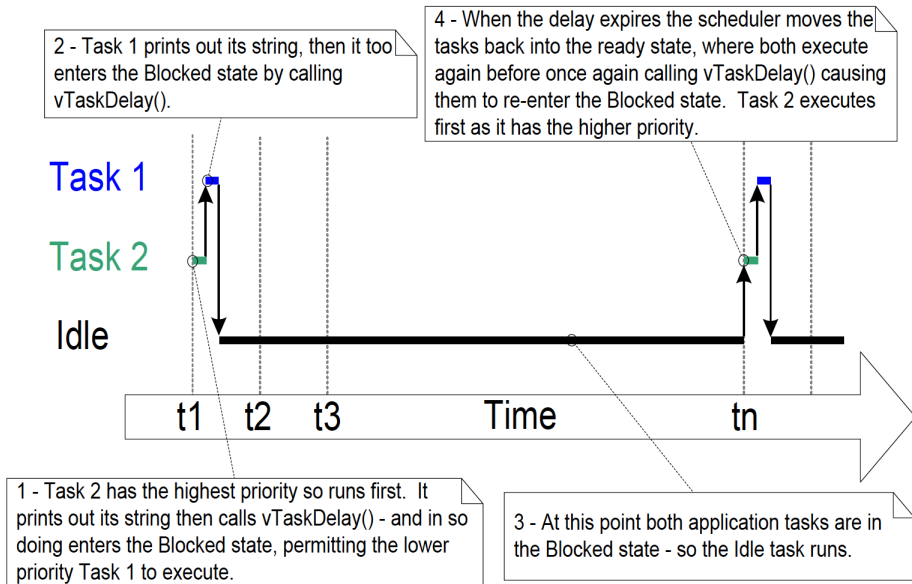 2 - Task 1 prints out its string, then it too
enters the Blocked state by calling
vTaskDelay().
4 - When the delay expires the scheduler moves the
tasks back into the ready state, where both execute
again before once again calling vTaskDelay() causing
them to re-enter the Blocked state.  Task 2 executes
first as it has the higher priority.
Task 1
Task 2
Idle
t1 t2 t3 Time tn
1 - Task 2 has the highest priority so runs first.  It
prints out its string then calls vTaskDelay() - and in so
doing enters the Blocked state, permitting the lower
priority Task 1 to execute.
3 - At this point both application tasks are in
the Blocked state - so the Idle task runs.